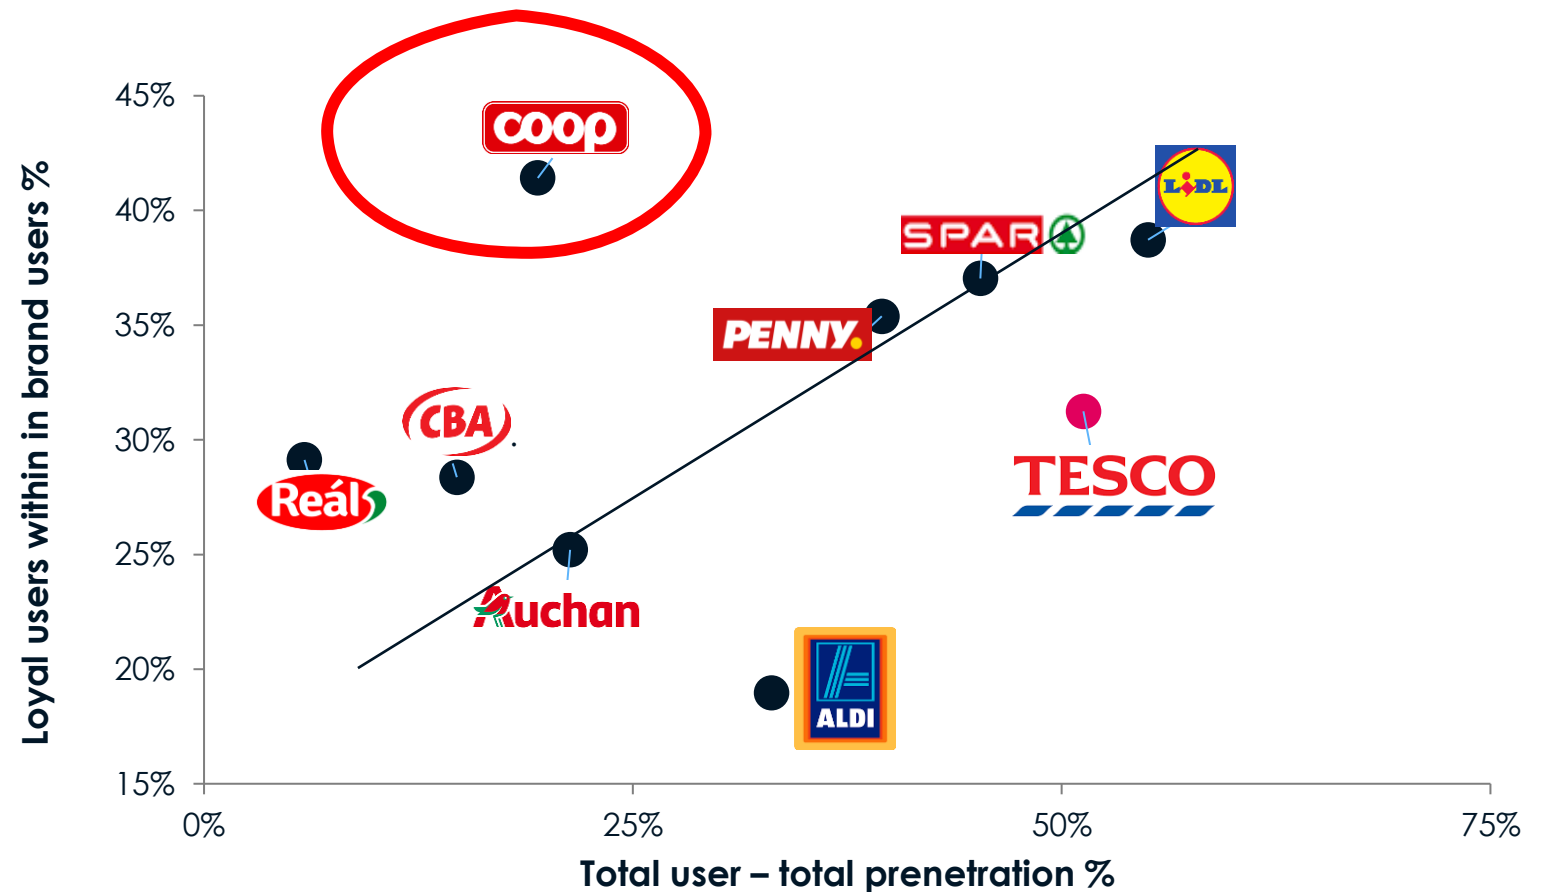 45%
coop
40%
LIDL
SPAR
35%
PENNY.
CBA
.
30%
Reál
TESCO
25%
Auchan
20%
ALDI
15%
0%
25%
50%
75%
Total user – total prenetration %
Loyal users within in brand users %